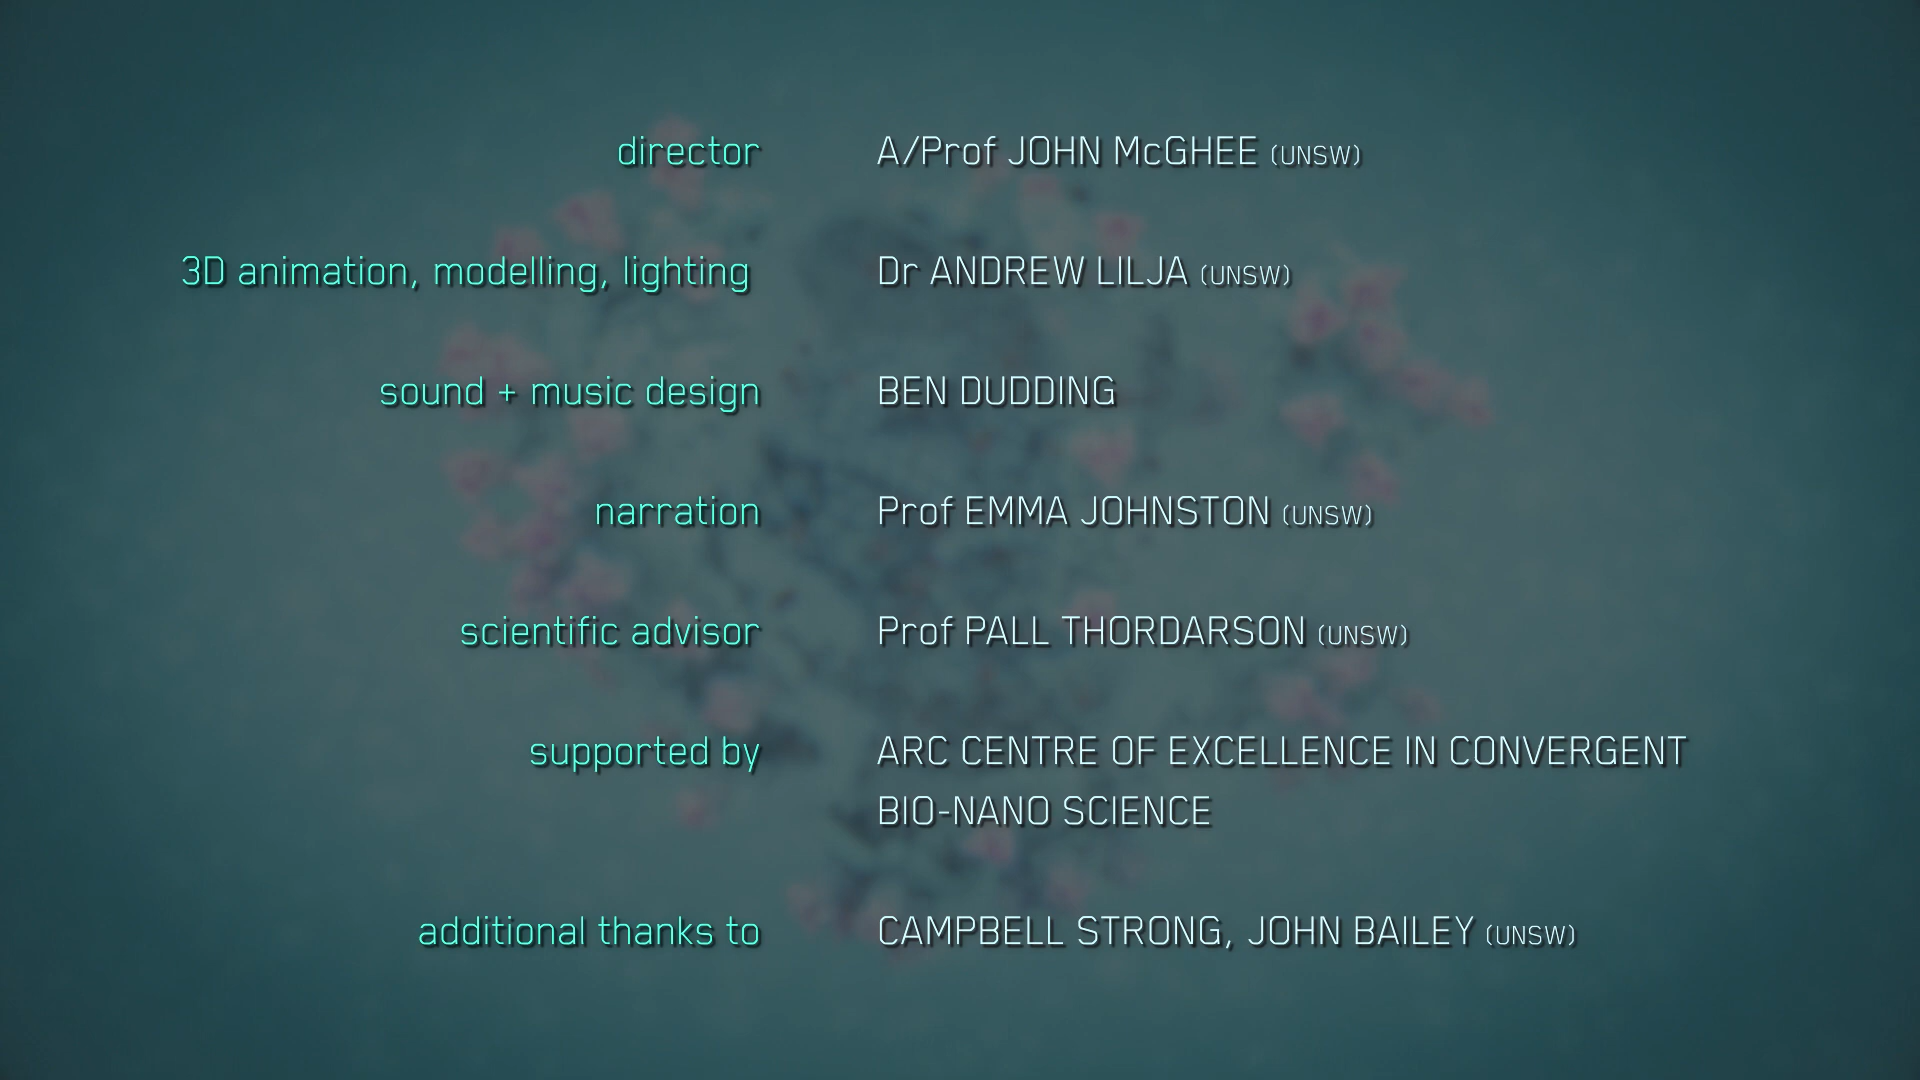 director A/Prof JOHN McGHEE (UNSW)
3D animation, modelling, lighting Dr ANDREW LILJA (UNSW)
sound + music design BEN DUDDING
narration Prof EMMA JOHNSTON (UNSW)
scientific advisor Prof PALL THORDARSON (UNSW)
supported by ARC CENTRE OF EXCELLENCE IN CONVERGENT
BIO-NANO SCIENCE
additional thanks to CAMPBELL STRONG, JOHN BAILEY (UNSW)